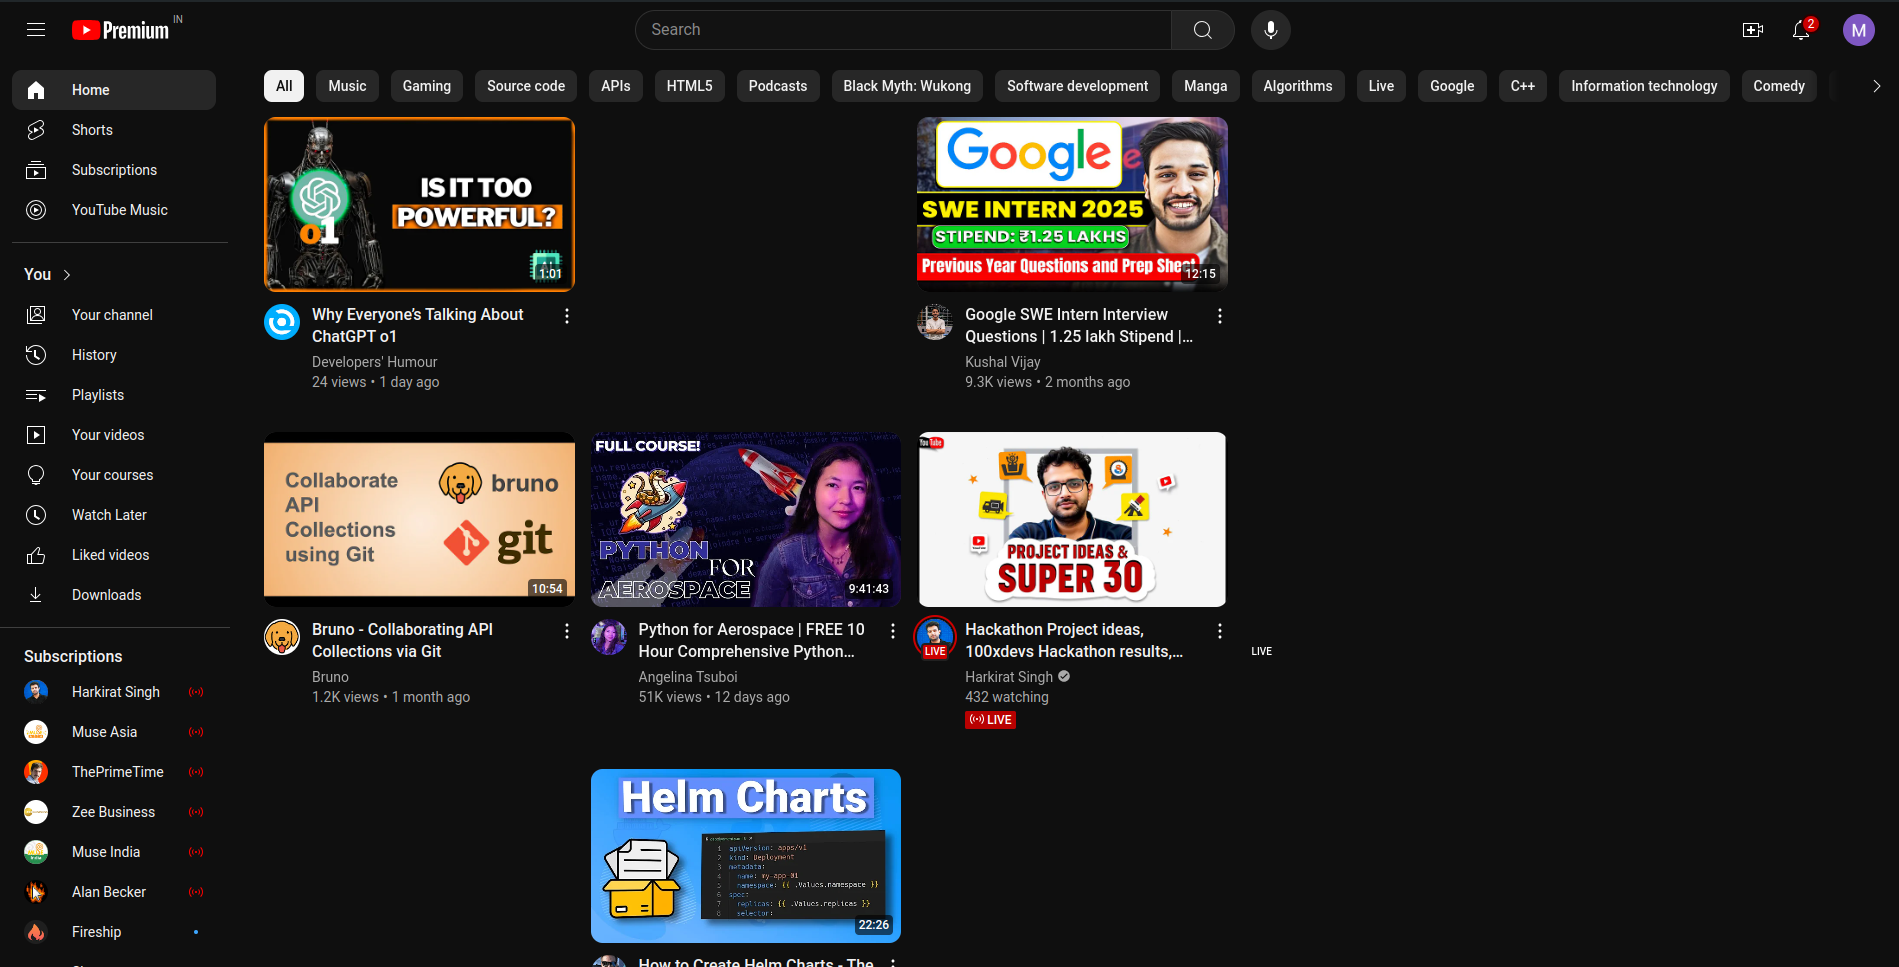 Premium IN
Search
2
M
Home
Shorts
Subscriptions
YouTube Music
You
Your channel
History
Playlists
Your videos
Your courses
Watch Later
Liked videos
Downloads
Subscriptions
Harkirat Singh
Muse Asia
ThePrimeTime
Zee Business
Muse India
Alan Becker
Fireship
All Music Gaming Source code APIs HTML5 Podcasts Black Myth: Wukong Software development Manga Algorithms Live Google C++ Information technology Comedy
o1
IS IT TOO
POWERFUL?
1:01
Why Everyone's Talking About
ChatGPT o1
Developers' Humour
24 views • 1 day ago
Google
SWE INTERN 2025
STIPEND: ₹1.25 LAKHS
Previous Year Questions and Prep Sheet
12:15
Google SWE Intern Interview
Questions | 1.25 lakh Stipend |...
Kushal Vijay
9.3K views • 2 months ago
Collaborate
API
Collections
using Git
bruno
git
10:54
Bruno - Collaborating API
Collections via Git
Bruno
1.2K views • 1 month ago
FULL COURSE!
PYTHON
FOR
AEROSPACE
9:41:43
Python for Aerospace | FREE 10
Hour Comprehensive Python...
Angelina Tsuboi
51K views • 12 days ago
YouTube
PROJECT IDEAS &
SUPER 30
LIVE
Hackathon Project ideas,
100xdevs Hackathon results,...
Harkirat Singh
432 watching
LIVE
LIVE
Helm Charts
1 apiVersion: apps/v1
2 kind: Deployment
3 metadata:
4 name: my-app-01
5 namespace: {{ .Values.namespace }}
6 spec:
7 replicas: {{ .Values.replicas }}
8 selector:
22:26
How to Create Helm Charts - The